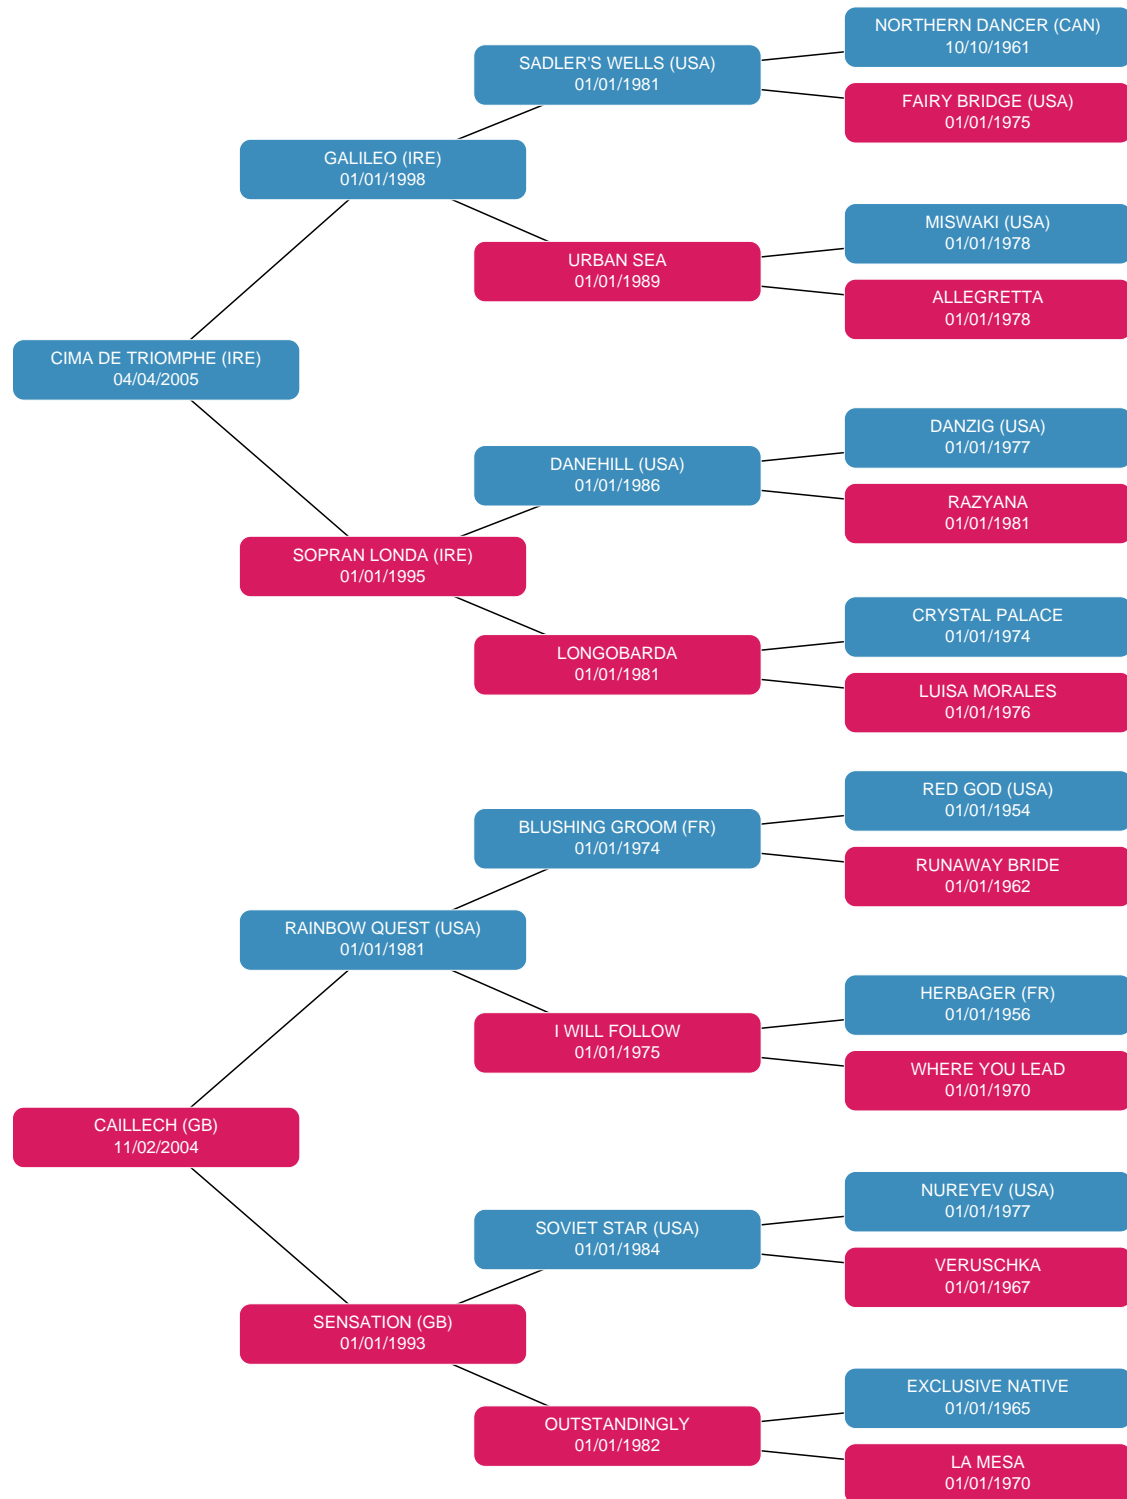 NORTHERN DANCER (CAN)
10/10/1961
SADLER'S WELLS (USA)
01/01/1981
FAIRY BRIDGE (USA)
01/01/1975
GALILEO (IRE)
01/01/1998
MISWAKI (USA)
01/01/1978
URBAN SEA
01/01/1989
ALLEGRETTA
01/01/1978
CIMA DE TRIOMPHE (IRE)
04/04/2005
DANZIG (USA)
01/01/1977
DANEHILL (USA)
01/01/1986
RAZYANA
01/01/1981
SOPRAN LONDA (IRE)
01/01/1995
CRYSTAL PALACE
01/01/1974
LONGOBARDA
01/01/1981
LUISA MORALES
01/01/1976
RED GOD (USA)
01/01/1954
BLUSHING GROOM (FR)
01/01/1974
RUNAWAY BRIDE
01/01/1962
RAINBOW QUEST (USA)
01/01/1981
HERBAGER (FR)
01/01/1956
I WILL FOLLOW
01/01/1975
WHERE YOU LEAD
01/01/1970
CAILLECH (GB)
11/02/2004
NUREYEV (USA)
01/01/1977
SOVIET STAR (USA)
01/01/1984
VERUSCHKA
01/01/1967
SENSATION (GB)
01/01/1993
EXCLUSIVE NATIVE
01/01/1965
OUTSTANDINGLY
01/01/1982
LA MESA
01/01/1970